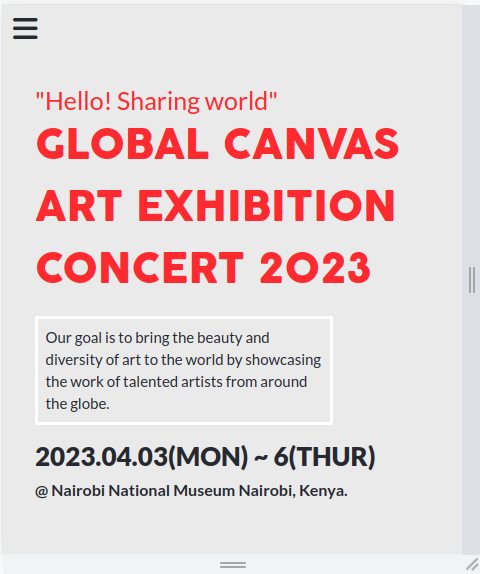 "Hello! Sharing world"
GLOBAL CANVAS
ART EXHIBITION
CONCERT 2023
Our goal is to bring the beauty and
diversity of art to the world by showcasing
the work of talented artists from around
the globe.
2023.04.03(MON) ~ 6(THUR)
@ Nairobi National Museum Nairobi, Kenya.